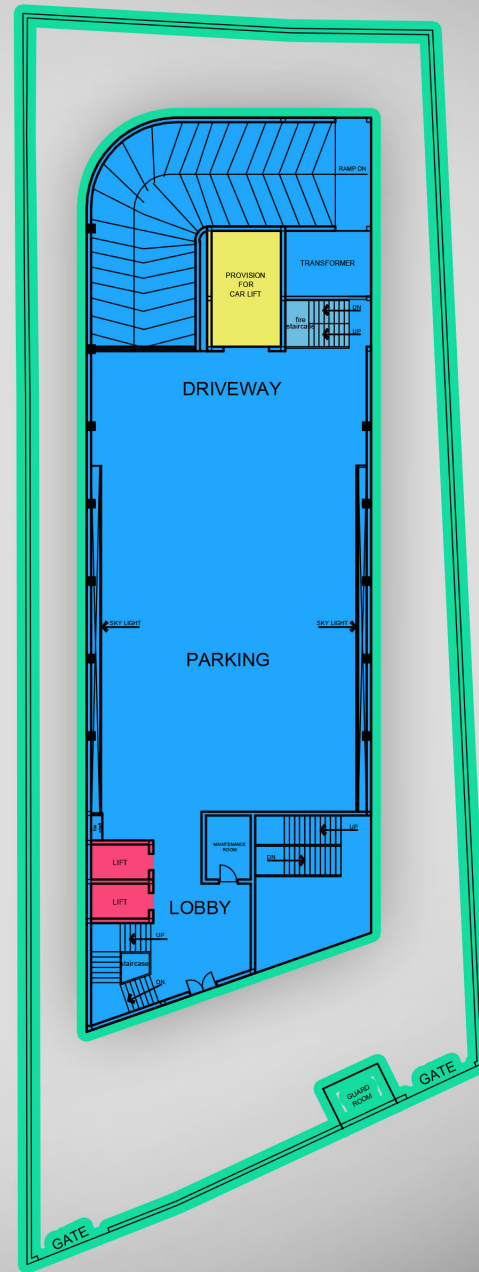 RAMP DN
PROVISION
FOR
CAR LIFT
TRANSFORMER
DN
fire
staircase
UP
DRIVEWAY
SKY LIGHT
SKY LIGHT
PARKING
UP
MAINTENANCE
ROOM
DN
LIFT
LIFT
LOBBY
UP
staircase
DN
GUARD
ROOM
GATE
GATE